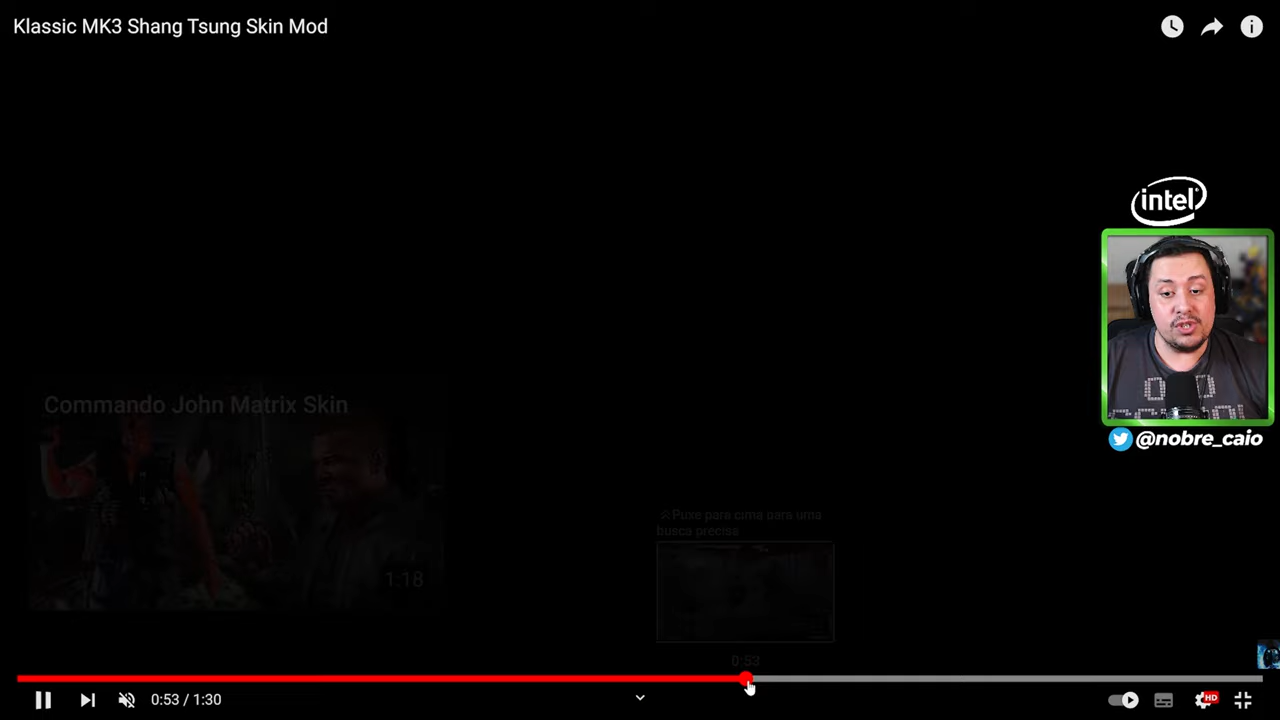 Klassic MK3 Shang Tsung Skin Mod
intel
@nobre_caio
Commando John Matrix Skin
Puxe para cima para uma
busca precisa
1:18
0:53
0:53 / 1:30
HD